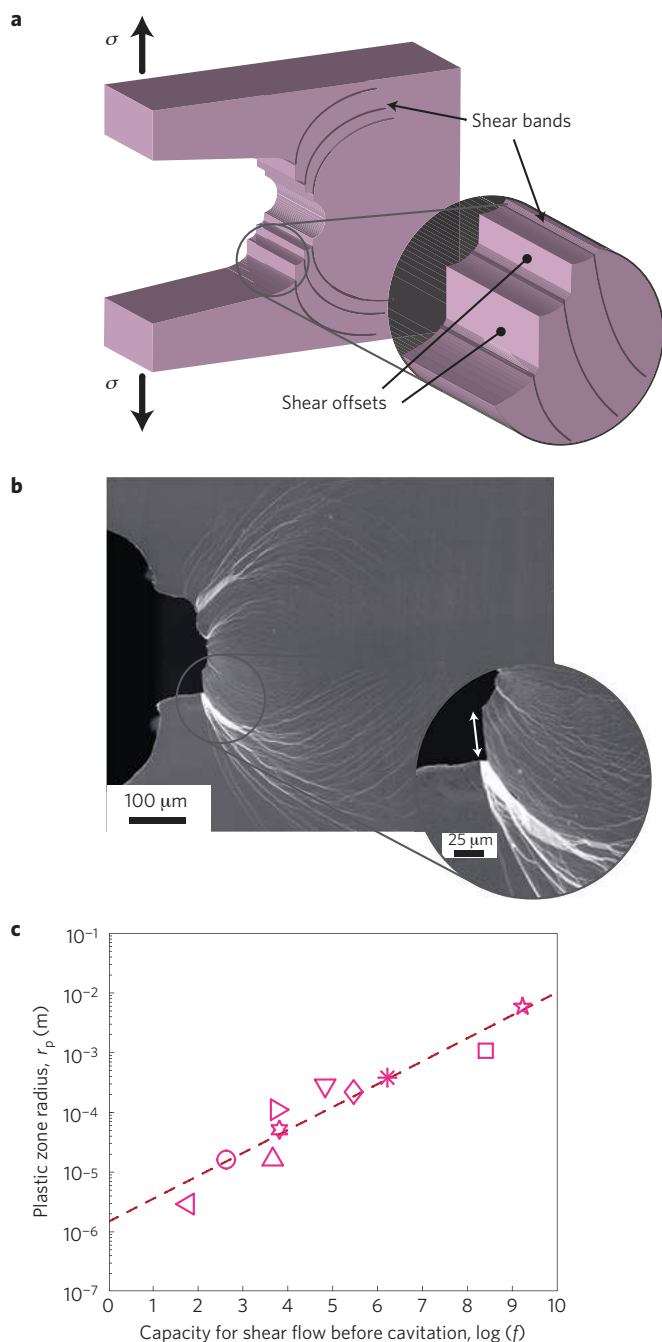 a
σ
Shear bands
σ
Shear offsets
b
100 μm
25 μm
c
10⁻¹
10⁻²
10⁻³
10⁻⁴
10⁻⁵
10⁻⁶
10⁻⁷
Plastic zone radius, rₚ (m)
0 1 2 3 4 5 6 7 8 9 10
Capacity for shear flow before cavitation, log (f)